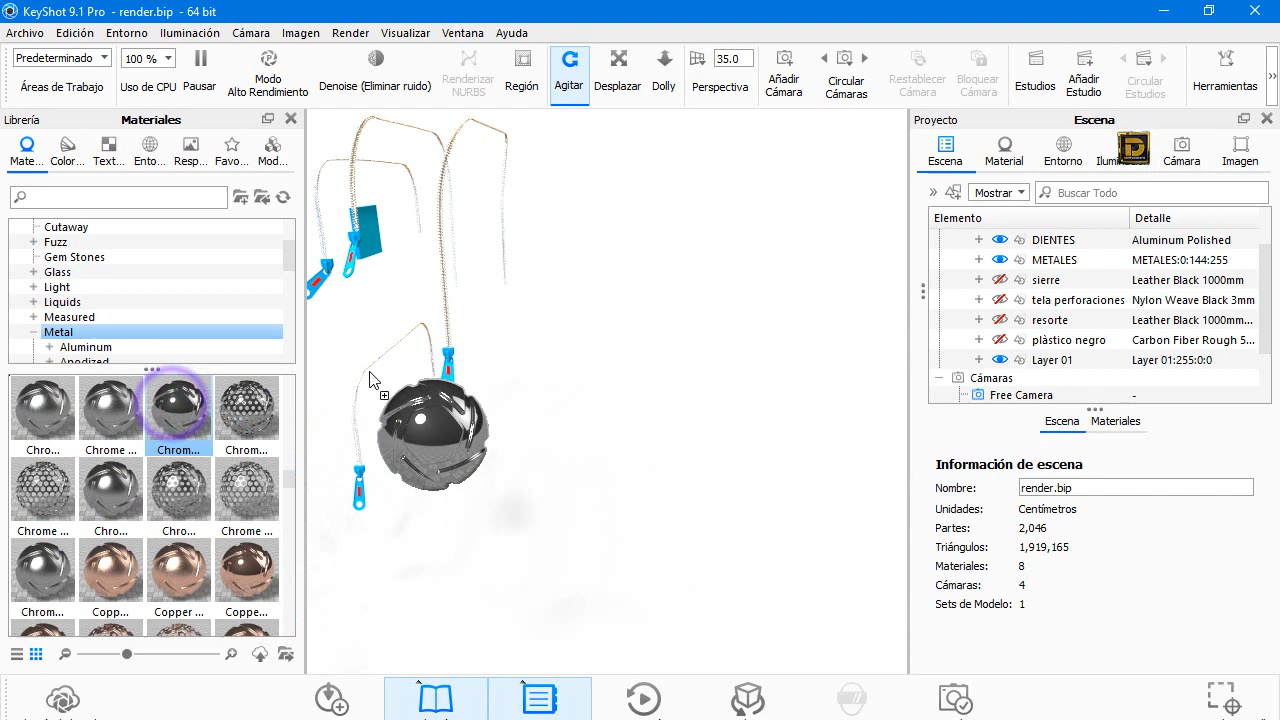 KeyShot 9.1 Pro - render.bip - 64 bit
Archivo Edición Entorno Iluminación Cámara Imagen Render Visualizar Ventana Ayuda
Predeterminado 100 % 35.0
Áreas de Trabajo Uso de CPU Pausar Modo Alto Rendimiento Denoise (Eliminar ruido) Renderizar NURBS Región Agitar Desplazar Dolly Perspectiva Añadir Cámara Circular Cámaras Restablecer Cámara Bloquear Cámara Estudios Añadir Estudio Circular Estudios Herramientas
Librería Materiales
Mate... Color... Text... Ento... Resp... Favo... Mod...
Cutaway
Fuzz
Gem Stones
Glass
Light
Liquids
Measured
Metal
Aluminum
Anodized
Chro... Chrome ... Chrom... Chrom...
Chrome ... Chro... Chro... Chrome ...
Chrom... Copp... Copper ... Coppe...
Proyecto Escena
Escena Material Entorno Cámara Imagen
Mostrar Buscar Todo
Elemento Detalle
DIENTES Aluminum Polished
METALES METALES:0:144:255
sierre Leather Black 1000mm
tela perforaciones Nylon Weave Black 3mm
resorte Leather Black 1000mm...
plàstico negro Carbon Fiber Rough 5...
Layer 01 Layer 01:255:0:0
Cámaras
Free Camera -
Escena Materiales
Información de escena
Nombre: render.bip
Unidades: Centímetros
Partes: 2,046
Triángulos: 1,919,165
Materiales: 8
Cámaras: 4
Sets de Modelo: 1